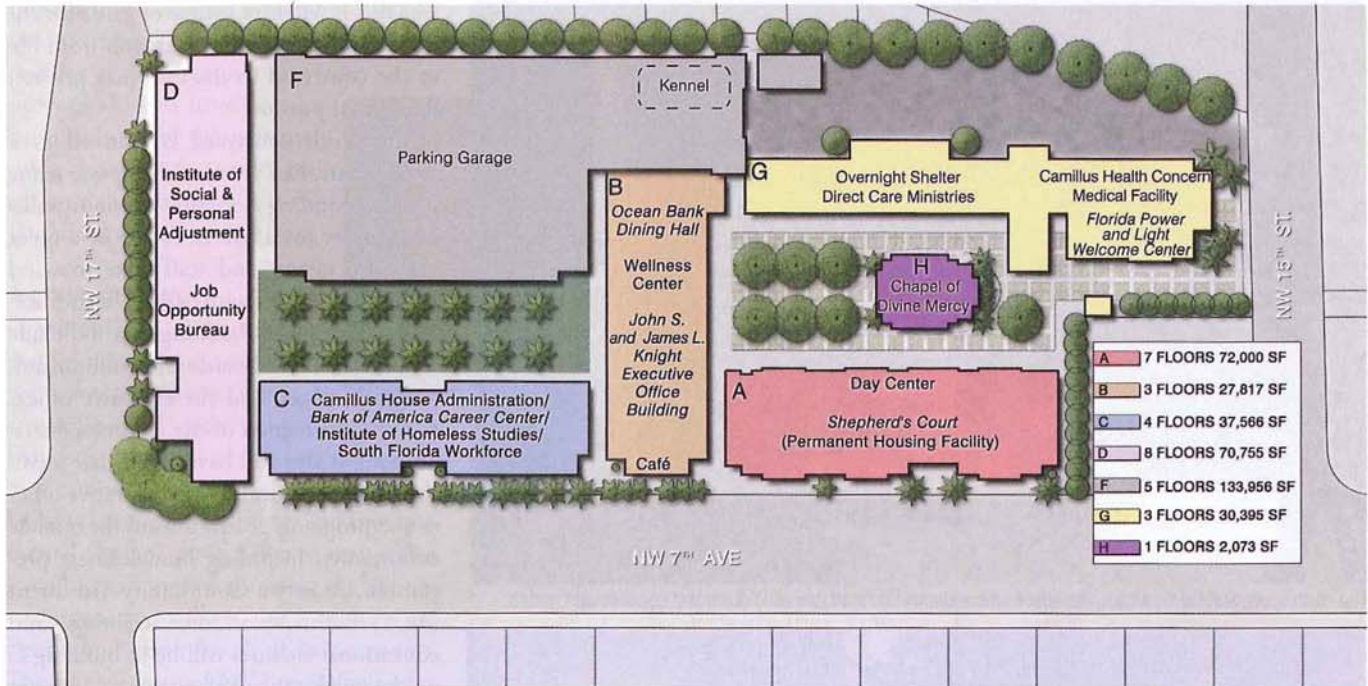 D
Institute of
Social &
Personal
Adjustment
Job
Opportunity
Bureau
F
Parking Garage
Kennel
B
Ocean Bank
Dining Hall
Wellness
Center
John S.
and James L.
Knight
Executive
Office
Building
Café
G
Overnight Shelter
Direct Care Ministries
Camillus Health Concern
Medical Facility
Florida Power
and Light
Welcome Center
H
Chapel of
Divine Mercy
C
Camillus House Administration/
Bank of America Career Center/
Institute of Homeless Studies/
South Florida Workforce
A
Day Center
Shepherd's Court
(Permanent Housing Facility)
NW 17TH ST
NW 15TH ST
NW 7TH AVE
A 7 FLOORS 72,000 SF
B 3 FLOORS 27,817 SF
C 4 FLOORS 37,566 SF
D 8 FLOORS 70,755 SF
F 5 FLOORS 133,956 SF
G 3 FLOORS 30,395 SF
H 1 FLOORS 2,073 SF